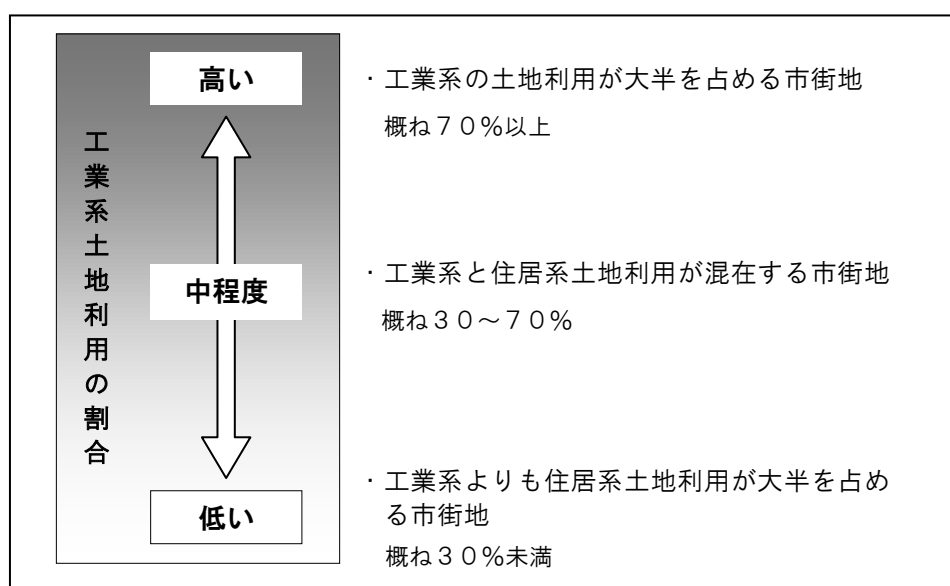 工業系土地利用の割合
高い
・工業系の土地利用が大半を占める市街地
概ね７０％以上
中程度
・工業系と住居系土地利用が混在する市街地
概ね３０～７０％
低い
・工業系よりも住居系土地利用が大半を占め
る市街地
概ね３０％未満